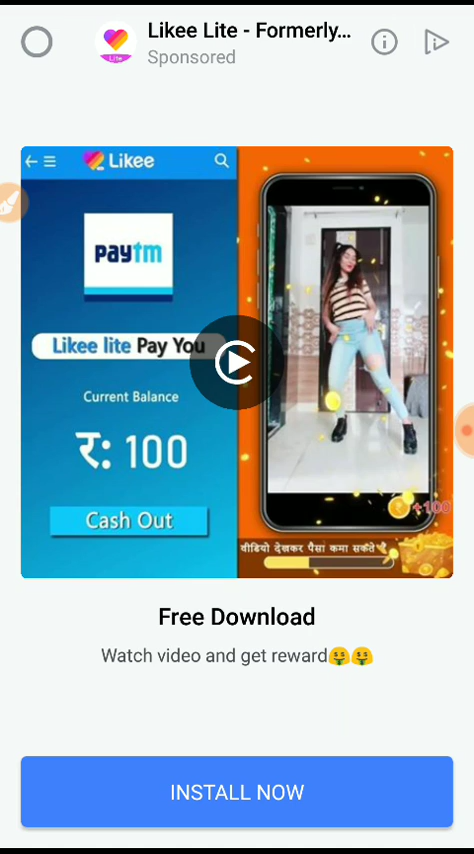 Likee Lite - Formerly...
Sponsored
Lite
Likee
paytm
Likee lite Pay You
Current Balance
र: 100
Cash Out
+100
वीडियो देखकर पैसा कमा सकते है
Free Download
Watch video and get reward🤑🤑
INSTALL NOW